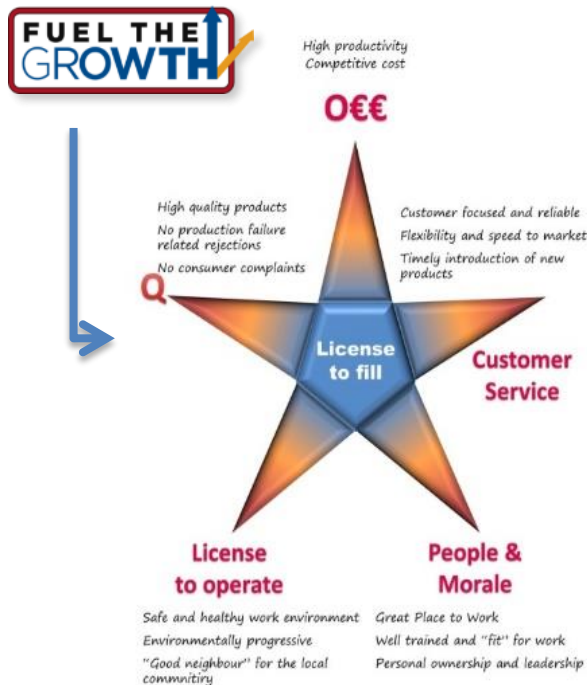 FUEL THE
GROWTH
High productivity
Competitive cost
O€€
High quality products
No production failure
related rejections
No consumer complaints
Q
Customer focused and reliable
Flexibility and speed to market
Timely introduction of new
products
License
to fill
Customer
Service
License
to operate
Safe and healthy work environment
Environmentally progressive
"Good neighbour" for the local
commnitiry
People &
Morale
Great Place to Work
Well trained and "fit" for work
Personal ownership and leadership